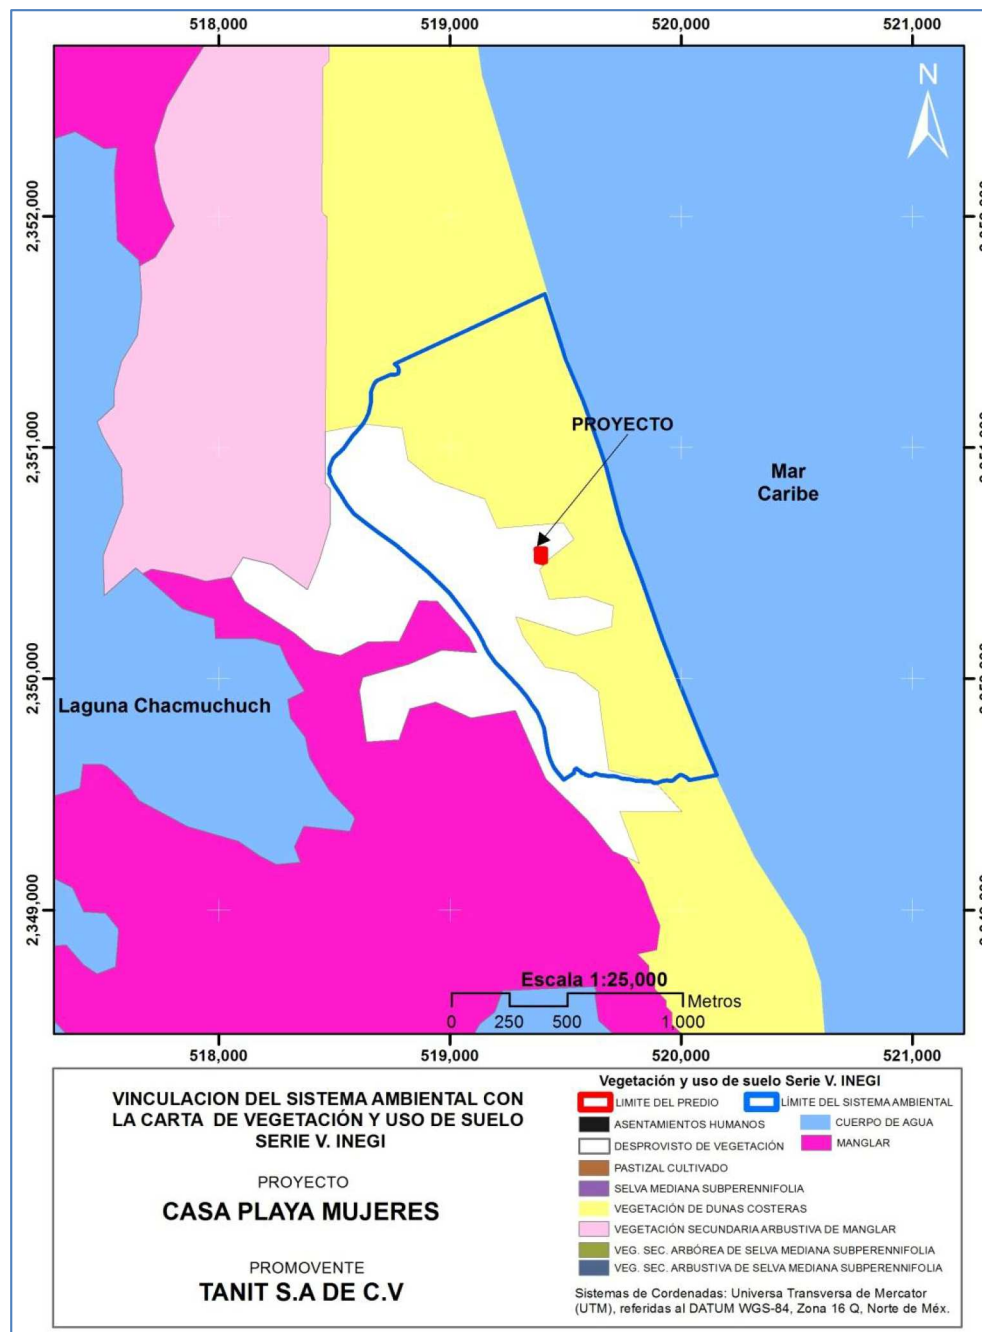 518,000 519,000 520,000 521,000
N
2,352,000
2,351,000
PROYECTO
Mar
Caribe
2,350,000
Laguna Chacmuchuch
2,349,000
Escala 1:25,000
Metros
0 250 500 1,000
518,000 519,000 520,000 521,000
VINCULACION DEL SISTEMA AMBIENTAL CON
LA CARTA DE VEGETACIÓN Y USO DE SUELO
SERIE V. INEGI
PROYECTO
CASA PLAYA MUJERES
PROMOVENTE
TANIT S.A DE C.V
Vegetación y uso de suelo Serie V. INEGI
LIMITE DEL PREDIO LÍMITE DEL SISTEMA AMBIENTAL
ASENTAMIENTOS HUMANOS CUERPO DE AGUA
DESPROVISTO DE VEGETACIÓN MANGLAR
PASTIZAL CULTIVADO
SELVA MEDIANA SUBPERENNIFOLIA
VEGETACIÓN DE DUNAS COSTERAS
VEGETACIÓN SECUNDARIA ARBUSTIVA DE MANGLAR
VEG. SEC. ARBÓREA DE SELVA MEDIANA SUBPERENNIFOLIA
VEG. SEC. ARBUSTIVA DE SELVA MEDIANA SUBPERENNIFOLIA
Sistemas de Cordenadas: Universa Transversa de Mercator
(UTM), referidas al DATUM WGS-84, Zona 16 Q, Norte de Méx.